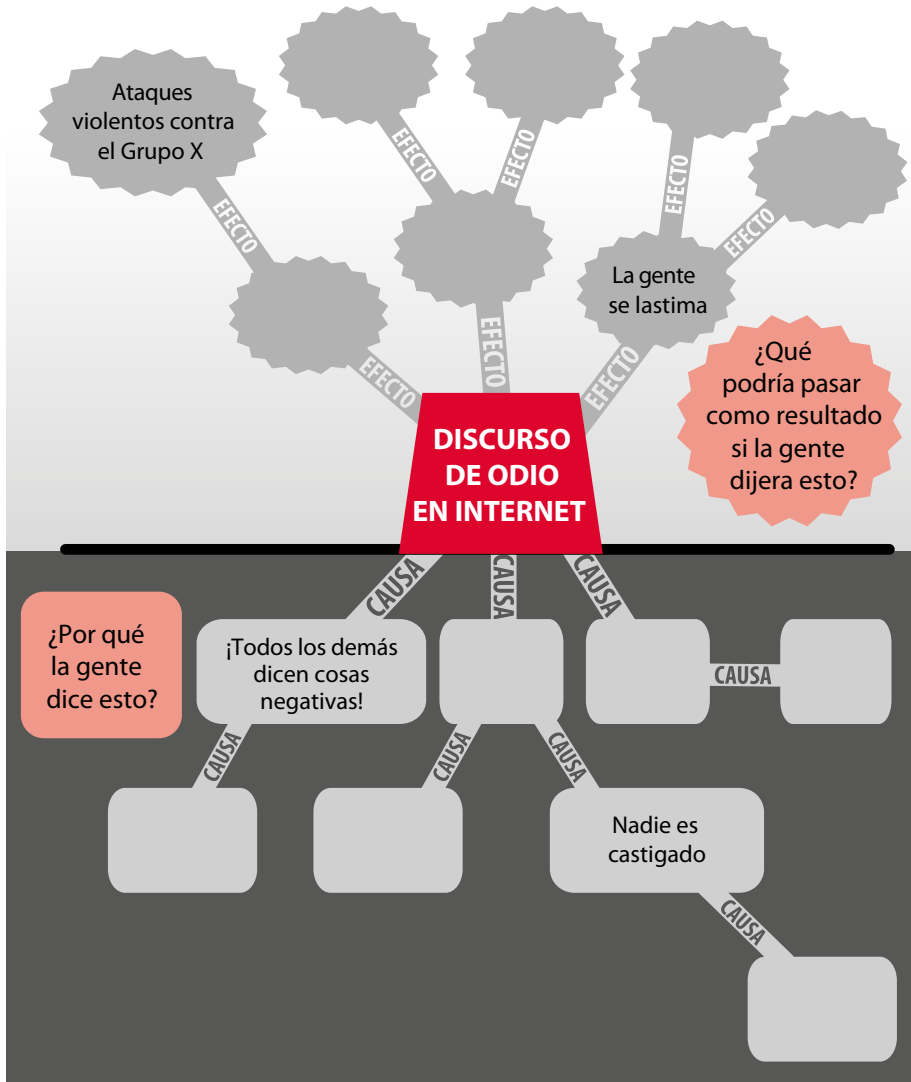 Ataques
violentos contra
el Grupo X
EFECTO
EFECTO
EFECTO
EFECTO
EFECTO
La gente
se lastima
EFECTO
EFECTO
EFECTO
¿Qué
podría pasar
como resultado
si la gente
dijera esto?
DISCURSO
DE ODIO
EN INTERNET
CAUSA
CAUSA
CAUSA
¿Por qué
la gente
dice esto?
¡Todos los demás
dicen cosas
negativas!
CAUSA
CAUSA
CAUSA
CAUSA
Nadie es
castigado
CAUSA